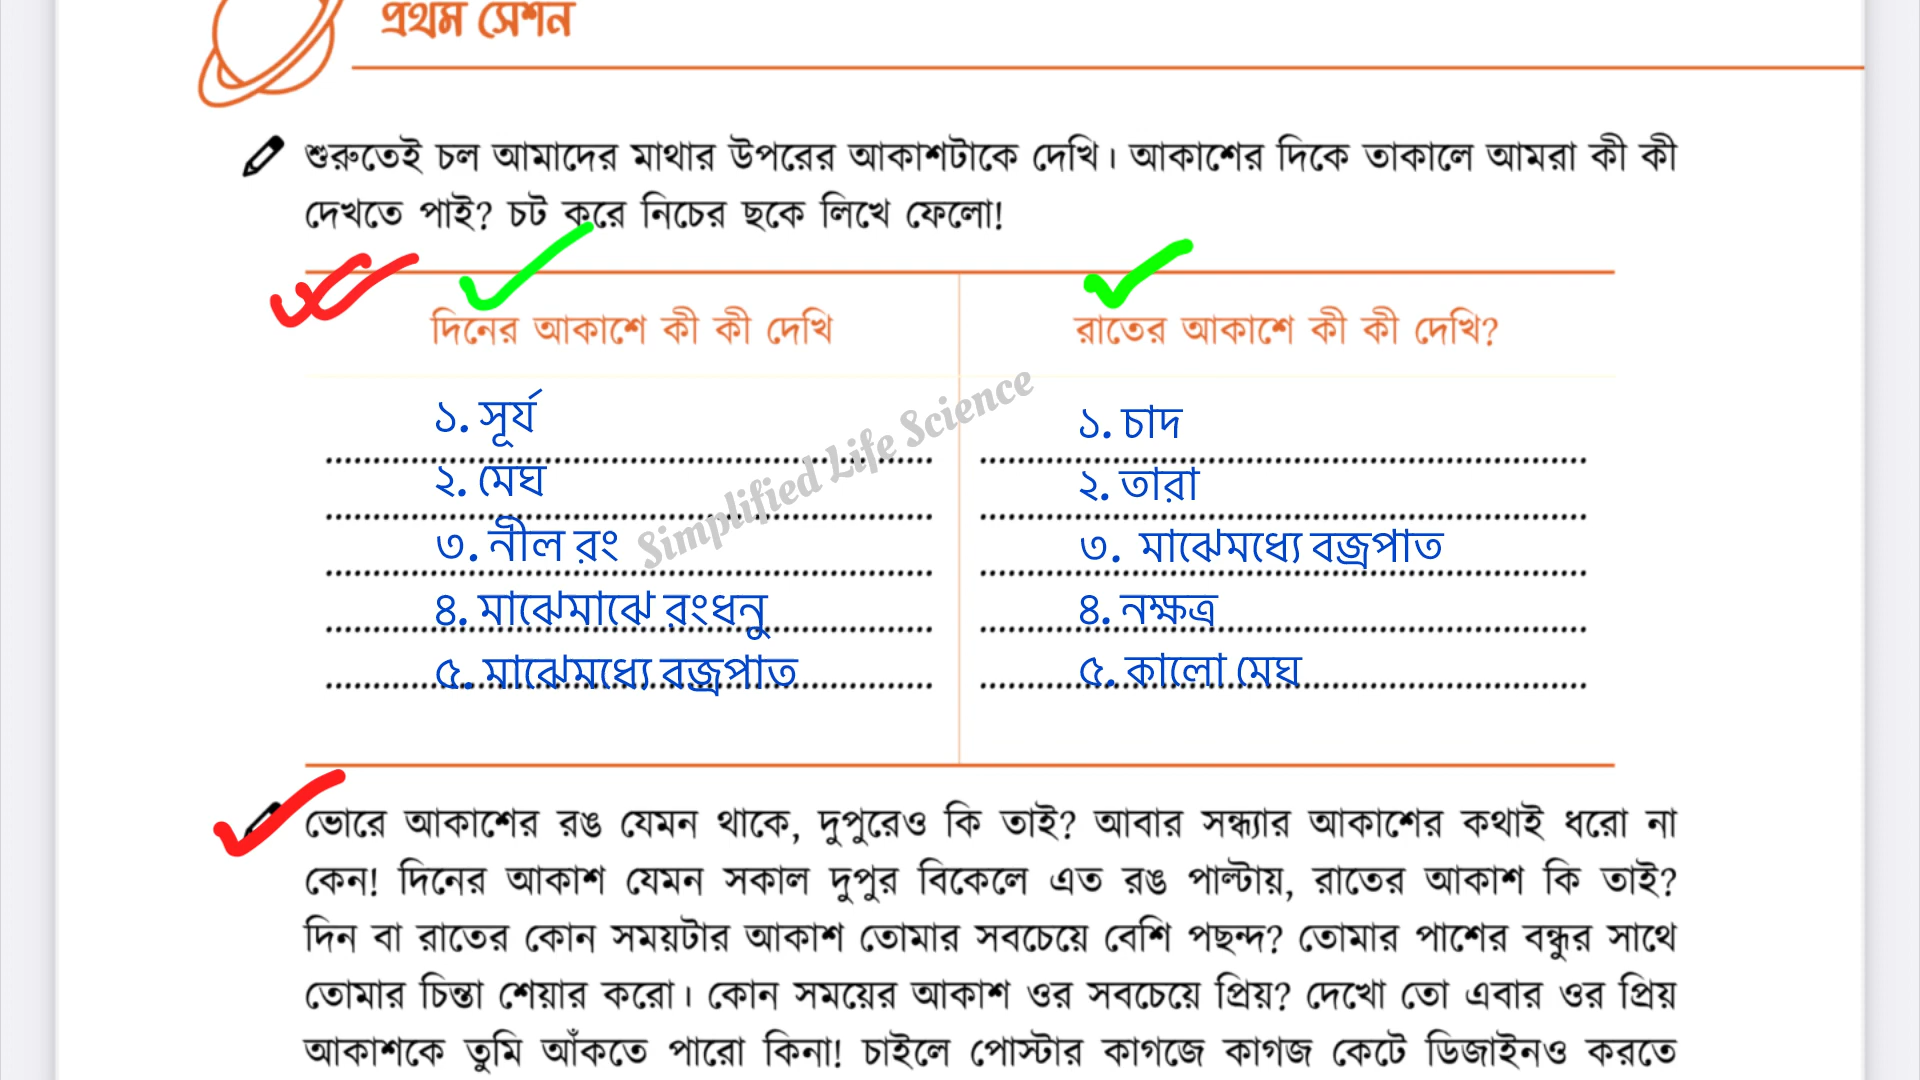 প্রথম সেশন
শুরুতেই চল আমাদের মাথার উপরের আকাশটাকে দেখি। আকাশের দিকে তাকালে আমরা কী কী
দেখতে পাই? চট করে নিচের ছকে লিখে ফেলো!
দিনের আকাশে কী কী দেখি
১. সূর্য
২. মেঘ
৩. নীল রং
৪. মাঝেমাঝে রংধনু
৫. মাঝেমধ্যে বজ্রপাত
রাতের আকাশে কী কী দেখি?
১. চাদ
২. তারা
৩. মাঝেমধ্যে বজ্রপাত
৪. নক্ষত্র
৫. কালো মেঘ
Simplified Life Science
ভোরে আকাশের রঙ যেমন থাকে, দুপুরেও কি তাই? আবার সন্ধ্যার আকাশের কথাই ধরো না
কেন! দিনের আকাশ যেমন সকাল দুপুর বিকেলে এত রঙ পাল্টায়, রাতের আকাশ কি তাই?
দিন বা রাতের কোন সময়টার আকাশ তোমার সবচেয়ে বেশি পছন্দ? তোমার পাশের বন্ধুর সাথে
তোমার চিন্তা শেয়ার করো। কোন সময়ের আকাশ ওর সবচেয়ে প্রিয়? দেখো তো এবার ওর প্রিয়
আকাশকে তুমি আঁকতে পারো কিনা! চাইলে পোস্টার কাগজে কাগজ কেটে ডিজাইনও করতে